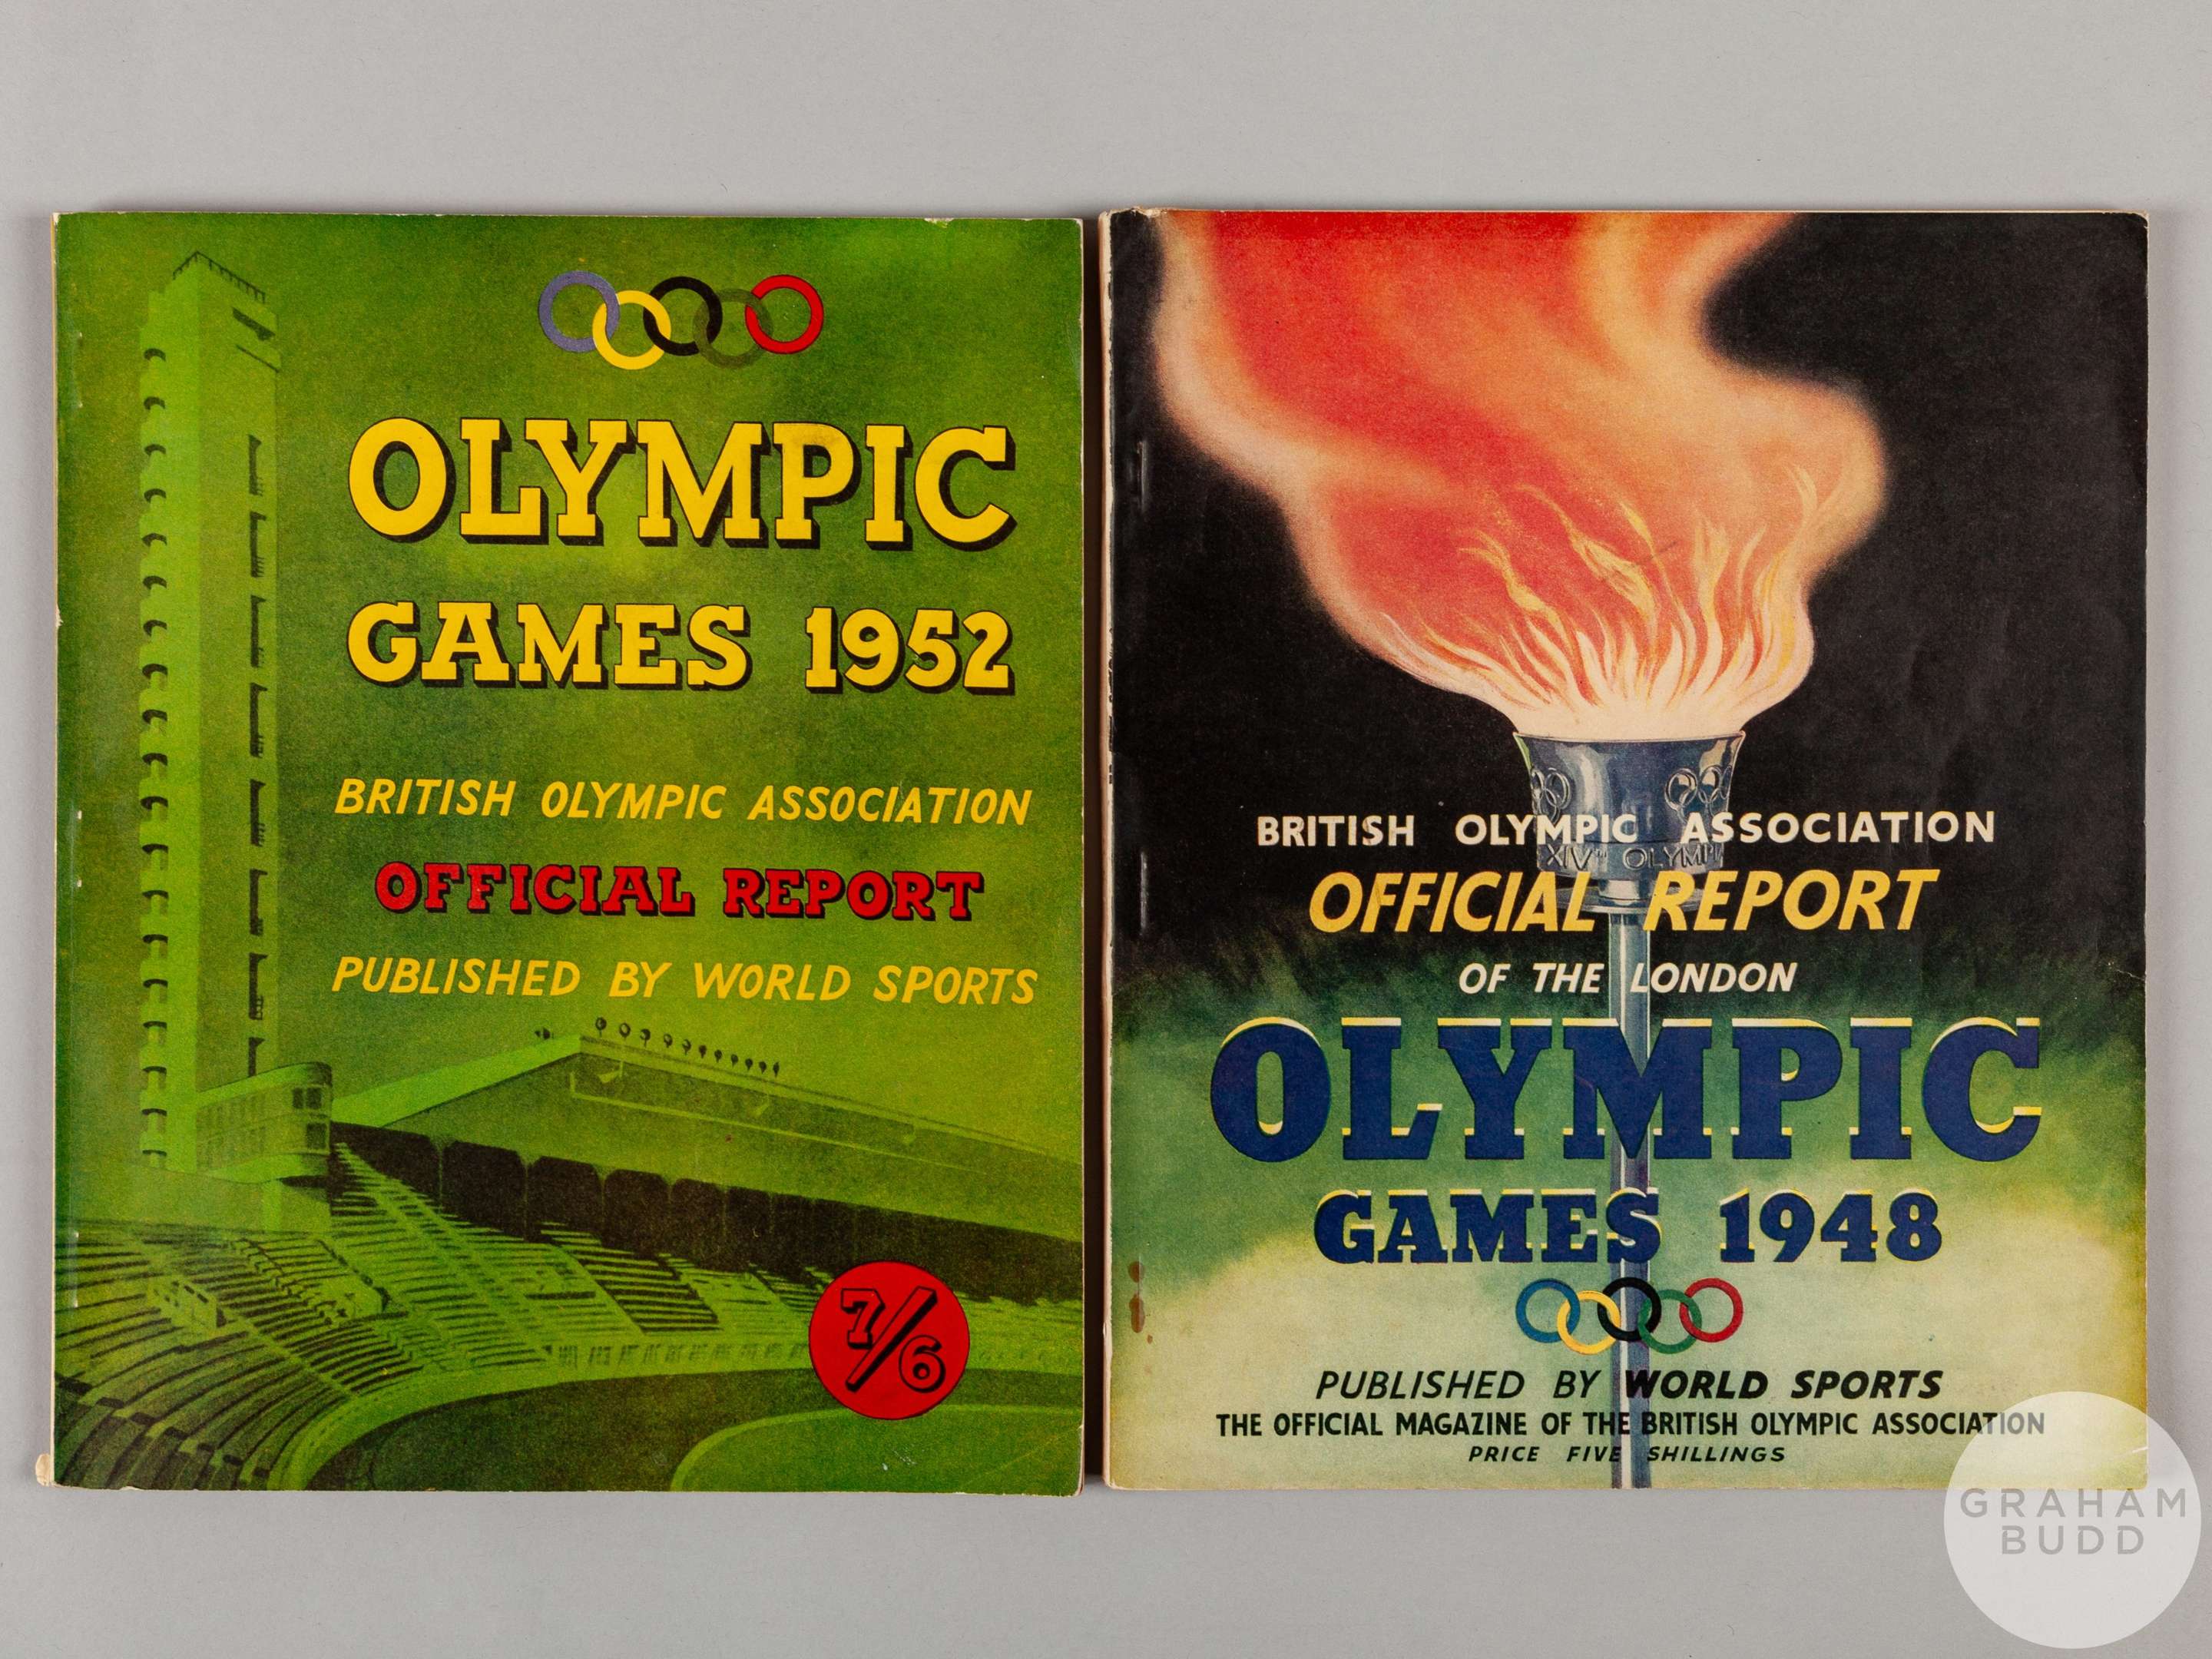 OLYMPIC
GAMES 1952
BRITISH OLYMPIC ASSOCIATION
OFFICIAL REPORT
PUBLISHED BY WORLD SPORTS
7/6
BRITISH OLYMPIC ASSOCIATION
XIVTH OLYMPI
OFFICIAL REPORT
OF THE LONDON
OLYMPIC
GAMES 1948
PUBLISHED BY WORLD SPORTS
THE OFFICIAL MAGAZINE OF THE BRITISH OLYMPIC ASSOCIATION
PRICE FIVE SHILLINGS
GRAHAM
BUDD